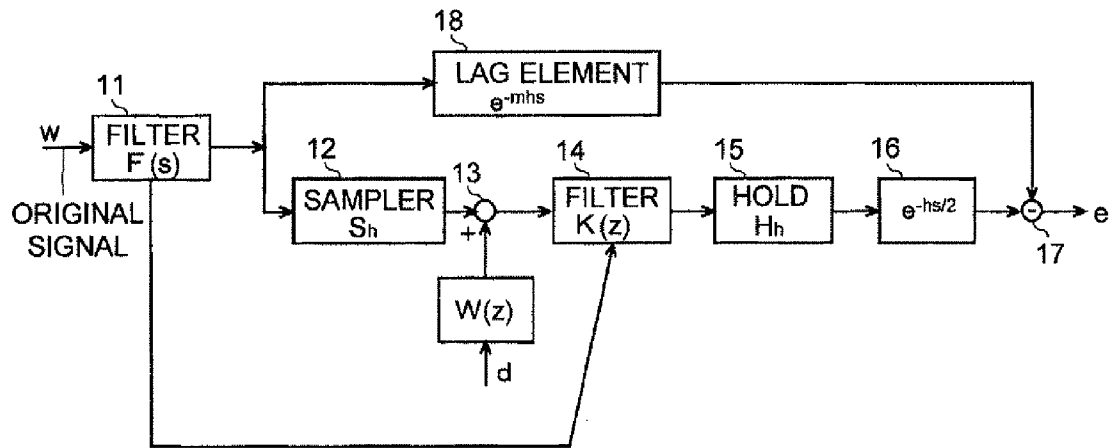 18
LAG ELEMENT
e^-mhs
11
w
FILTER
F(s)
ORIGINAL
SIGNAL
12
SAMPLER
Sh
13
+
14
FILTER
K(z)
15
HOLD
Hh
16
e^-hs/2
-
17
e
W(z)
d